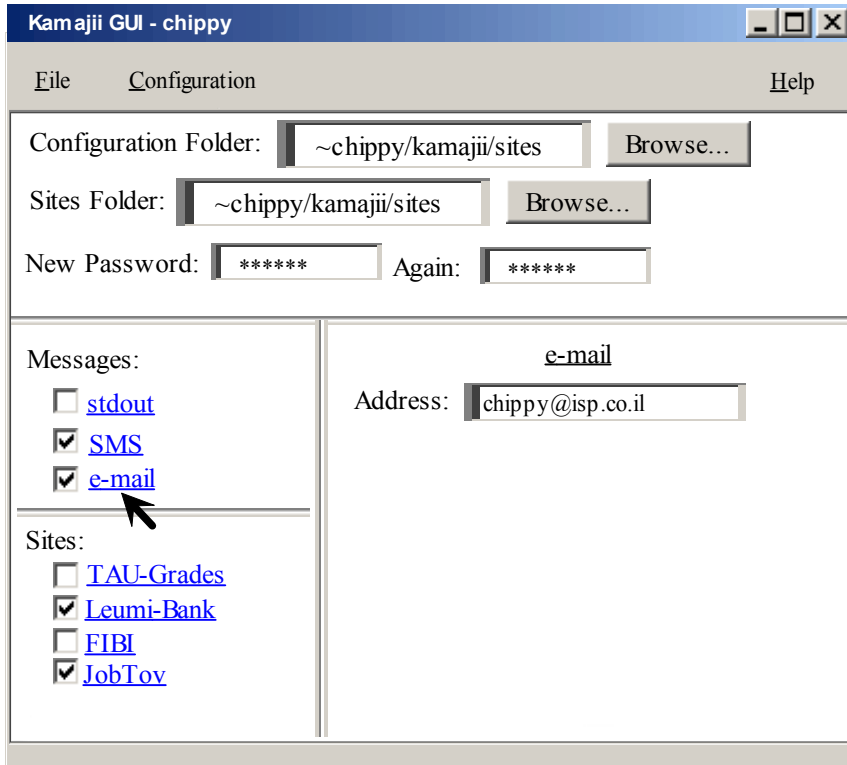 Kamajii GUI - chippy
File Configuration Help
Configuration Folder: ~chippy/kamajii/sites Browse...
Sites Folder: ~chippy/kamajii/sites Browse...
New Password: ****** Again: ******
Messages:
stdout
SMS
e-mail
Sites:
TAU-Grades
Leumi-Bank
FIBI
JobTov
e-mail
Address: chippy@isp.co.il